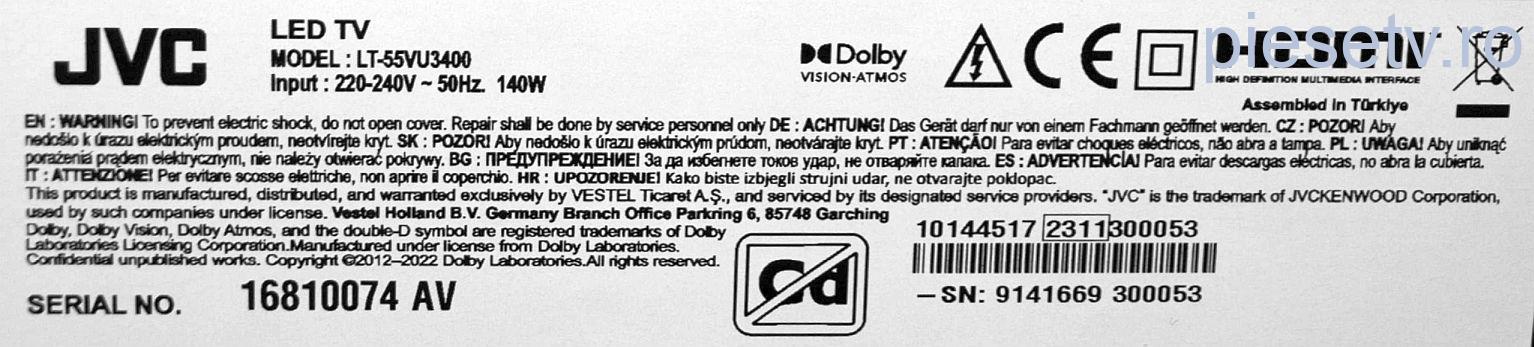 JVC
LED TV
MODEL : LT-55VU3400
Input : 220-240V ~ 50Hz. 140W
Dolby
VISION·ATMOS
CE
HDMI
HIGH DEFINITION MULTIMEDIA INTERFACE
piesetv.ro
Assembled in Türkiye
EN : WARNING! To prevent electric shock, do not open cover. Repair shall be done by service personnel only DE : ACHTUNG! Das Gerät darf nur von einem Fachmann geöffnet werden. CZ : POZOR! Aby
nedošlo k úrazu elektrickým proudem, neotvírejte kryt. SK : POZOR! Aby nedošlo k úrazu elektrickým prúdom, neotvárajte kryt. PT : ATENÇÃO! Para evitar choques eléctricos, não abra a tampa. PL : UWAGA! Aby uniknąć
porażenia prądem elektrycznym, nie należy otwierać pokrywy. BG : ПРЕДУПРЕЖДЕНИЕ! За да избегнете токов удар, не отваряйте капака. ES : ADVERTENCIA! Para evitar descargas eléctricas, no abra la cubierta.
IT : ATTENZIONE! Per evitare scosse elettriche, non aprire il coperchio. HR : UPOZORENJE! Kako biste izbjegli strujni udar, ne otvarajte poklopac.
This product is manufactured, distributed, and warranted exclusively by VESTEL Ticaret A.Ş., and serviced by its designated service providers. "JVC" is the trademark of JVCKENWOOD Corporation,
used by such companies under license. Vestel Holland B.V. Germany Branch Office Parkring 6, 85748 Garching
Dolby, Dolby Vision, Dolby Atmos, and the double-D symbol are registered trademarks of Dolby
Laboratories Licensing Corporation.Manufactured under license from Dolby Laboratories.
Confidential unpublished works. Copyright ©2012–2022 Dolby Laboratories.All rights reserved.
SERIAL NO. 16810074 AV
Cd
10144517 2311300053
–SN: 9141669 300053